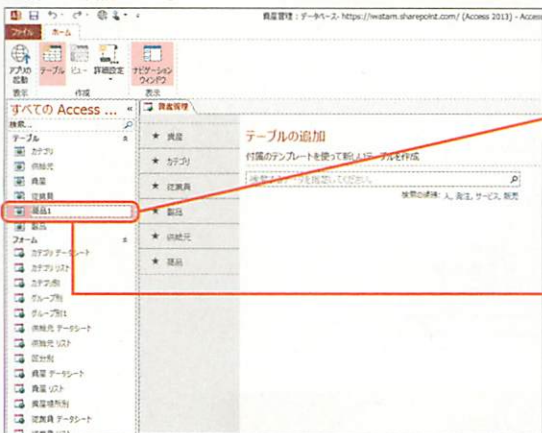 資産管理 : データベース- https://iwatam.sharepoint.com/ (Access 2013) - Access
ファイル
ホーム
アプリの起動
テーブル
ビュー
詳細設定
ナビゲーションウィンドウ
表示
作成
表示
すべての Access ...
検索...
テーブル
カテゴリ
供給元
資産
従業員
商品1
製品
フォーム
カテゴリ データシート
カテゴリ リスト
カテゴリ別
グループ別
グループ別1
供給元 データシート
供給元 リスト
区分別
資産 データシート
資産 リスト
資産場所別
従業員 データシート
従業員 リスト
資産管理
資産
カテゴリ
従業員
製品
供給元
商品
テーブルの追加
付属のテンプレートを使って新しいテーブルを作成
検索の候補: 人, 発注, サービス, 販売